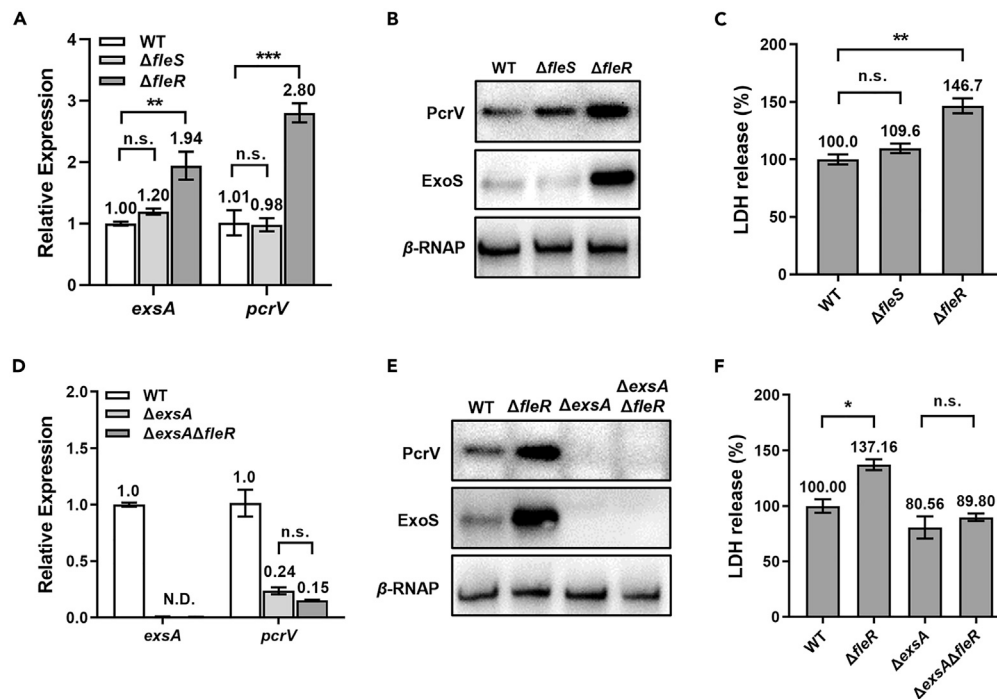 A
Relative Expression
4
3
2
1
0
WT
ΔfleS
ΔfleR
**
n.s.
1.00
1.20
1.94
***
n.s.
1.01
0.98
2.80
exsA
pcrV
B
WT
ΔfleS
ΔfleR
PcrV
ExoS
β-RNAP
C
LDH release (%)
200
150
100
50
0
**
n.s.
100.0
109.6
146.7
WT
ΔfleS
ΔfleR
D
Relative Expression
2.0
1.5
1.0
0.5
0.0
WT
ΔexsA
ΔexsAΔfleR
1.0
N.D.
1.0
n.s.
0.24
0.15
exsA
pcrV
E
WT
ΔfleR
ΔexsA
ΔexsA
ΔfleR
PcrV
ExoS
β-RNAP
F
LDH release (%)
200
150
100
50
0
*
n.s.
100.00
137.16
80.56
89.80
WT
ΔfleR
ΔexsA
ΔexsAΔfleR